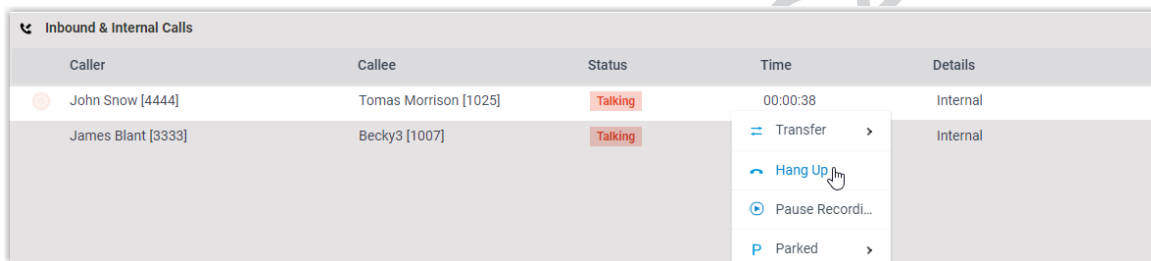 Inbound & Internal Calls
Caller Callee Status Time Details
John Snow [4444] Tomas Morrison [1025] Talking 00:00:38 Internal
James Blant [3333] Becky3 [1007] Talking Internal
Transfer
Hang Up
Pause Recordi...
P Parked